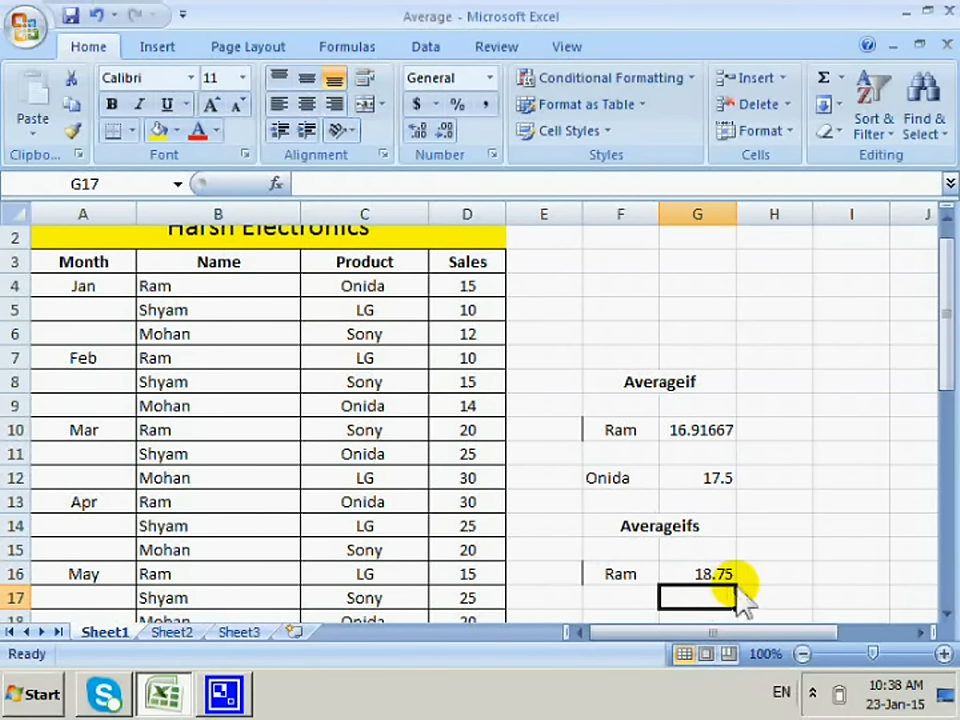 Average - Microsoft Excel
Home Insert Page Layout Formulas Data Review View
Paste
Calibri 11
B I U A A
A
General
$ % ,
Conditional Formatting
Format as Table
Cell Styles
Insert
Delete
Format
Σ
Sort & Filter
Find & Select
Clipbo... Font Alignment Number Styles Cells Editing
G17 fx
A B C D E F G H I J
2 Harsh Electronics
3 Month Name Product Sales
4 Jan Ram Onida 15
5 Shyam LG 10
6 Mohan Sony 12
7 Feb Ram LG 10
8 Shyam Sony 15 Averageif
9 Mohan Onida 14
10 Mar Ram Sony 20 Ram 16.91667
11 Shyam Onida 25
12 Mohan LG 30 Onida 17.5
13 Apr Ram Onida 30
14 Shyam LG 25 Averageifs
15 Mohan Sony 20
16 May Ram LG 15 Ram 18.75
17 Shyam Sony 25
18 Mohan Onida 20
Sheet1 Sheet2 Sheet3
Ready 100%
Start EN 10:38 AM
23-Jan-15